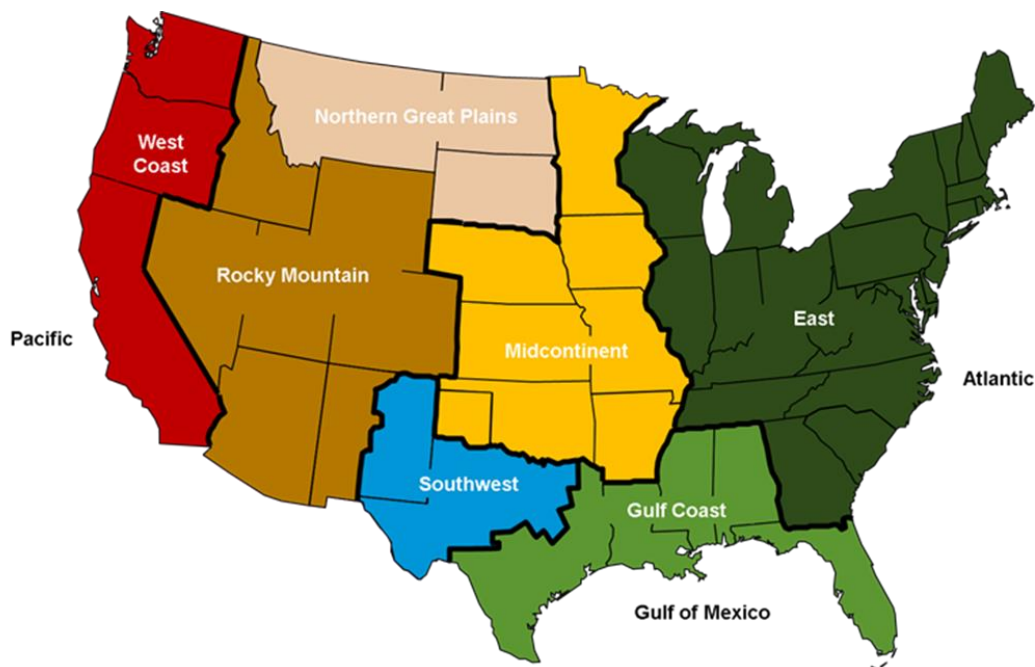 Northern Great Plains
West
Coast
Rocky Mountain
East
Pacific
Midcontinent
Atlantic
Southwest
Gulf Coast
Gulf of Mexico